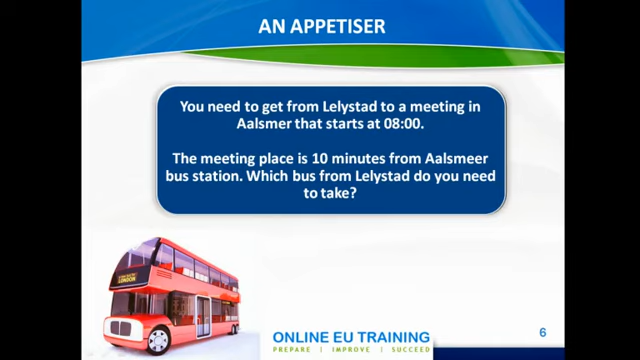 AN APPETISER
You need to get from Lelystad to a meeting in
Aalsmer that starts at 08:00.
The meeting place is 10 minutes from Aalsmeer
bus station. Which bus from Lelystad do you need
to take?
LONDON
ONLINE EU TRAINING
PREPARE | IMPROVE | SUCCEED
6